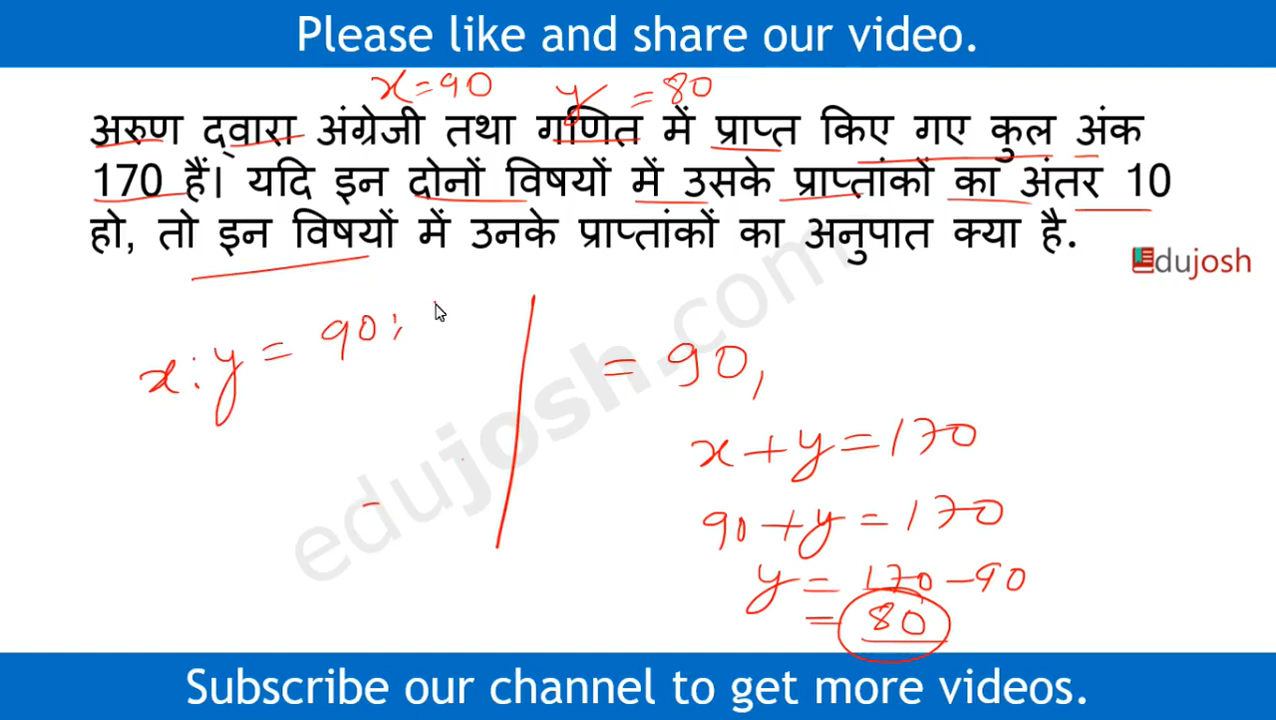 Please like and share our video.
x=90 y=80
अरुण द्वारा अंग्रेजी तथा गणित में प्राप्त किए गए कुल अंक
170 हैं। यदि इन दोनों विषयों में उसके प्राप्तांकों का अंतर 10
हो, तो इन विषयों में उनके प्राप्तांकों का अनुपात क्या है.
edujosh
x:y = 90:
= 90,
x+y=170
90+y=170
y=170-90
=80
edujosh.com
Subscribe our channel to get more videos.